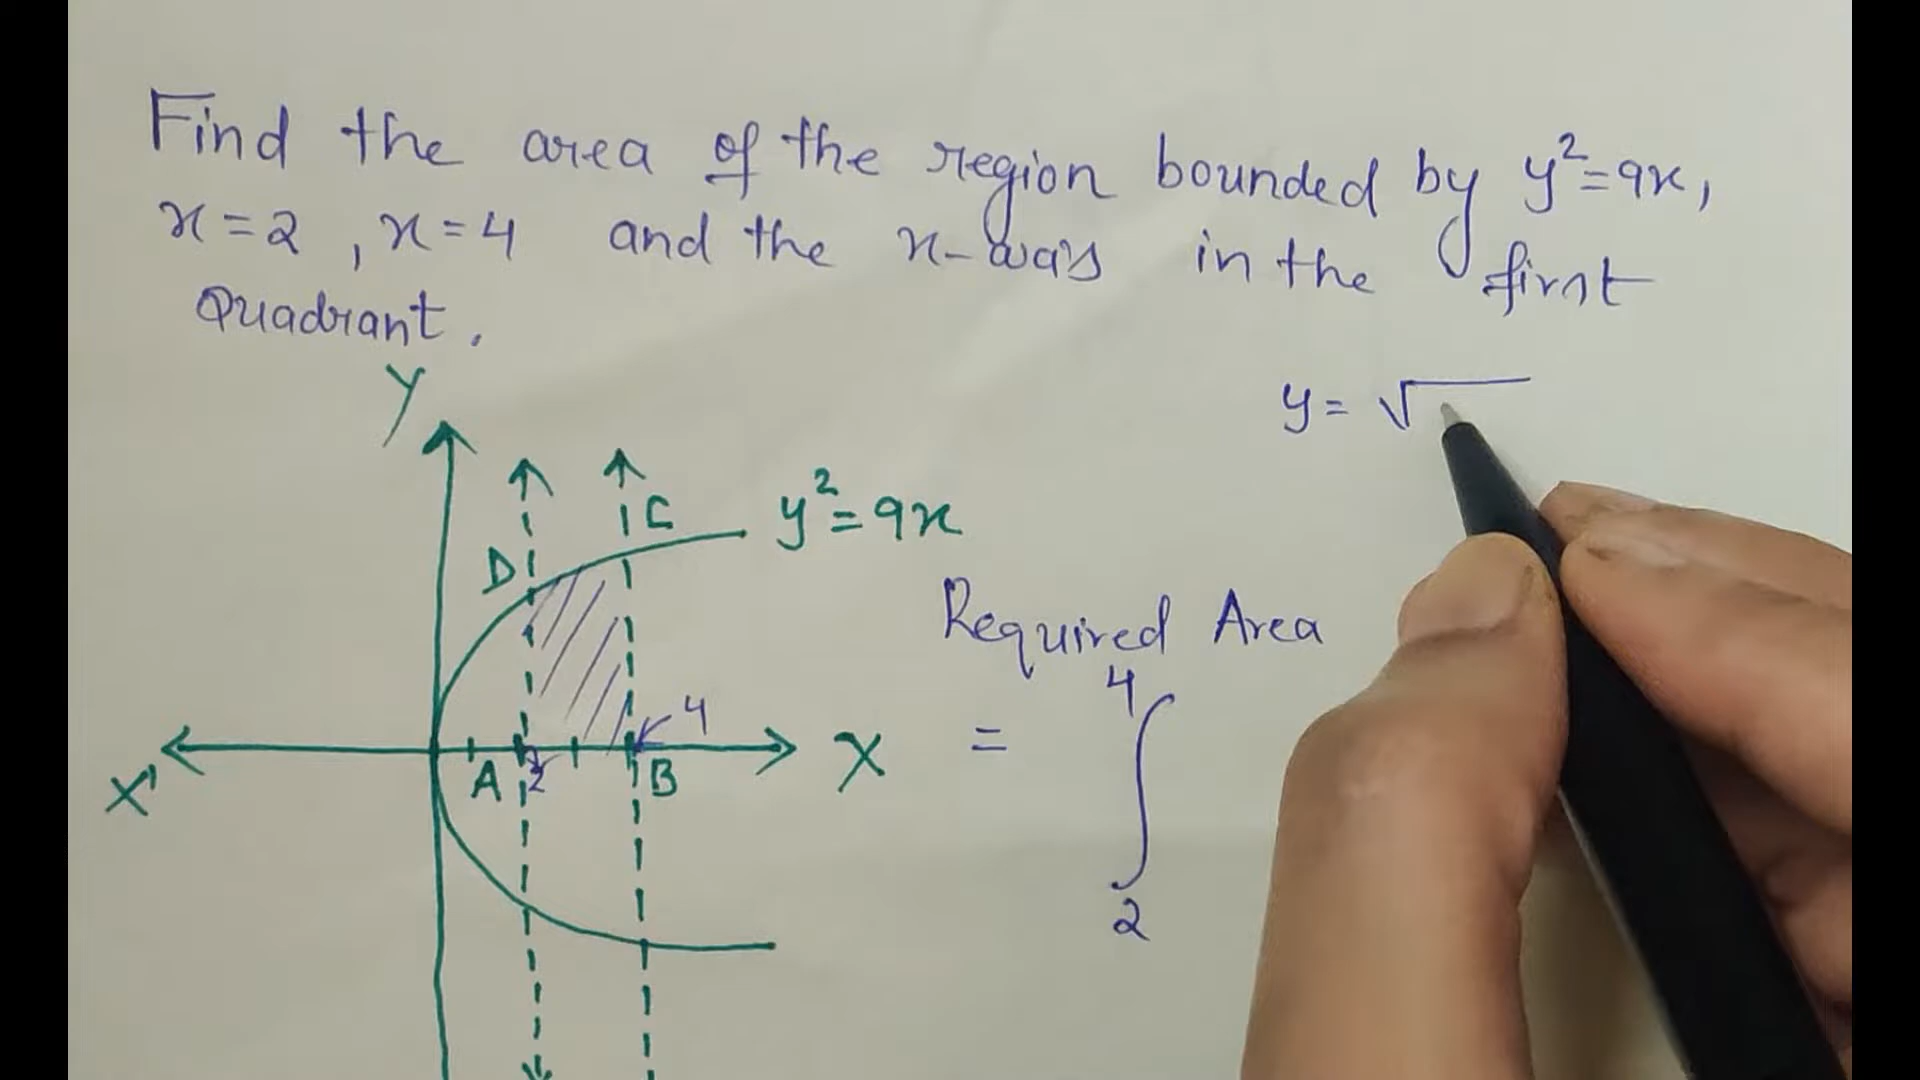 Find the area of the region bounded by y²=9x,
x=2, x=4 and the x-axis in the first
Quadrant.
Y
y = √
C
y²=9x
D
Required Area
4
4
= ∫
X' A 2 B X
2